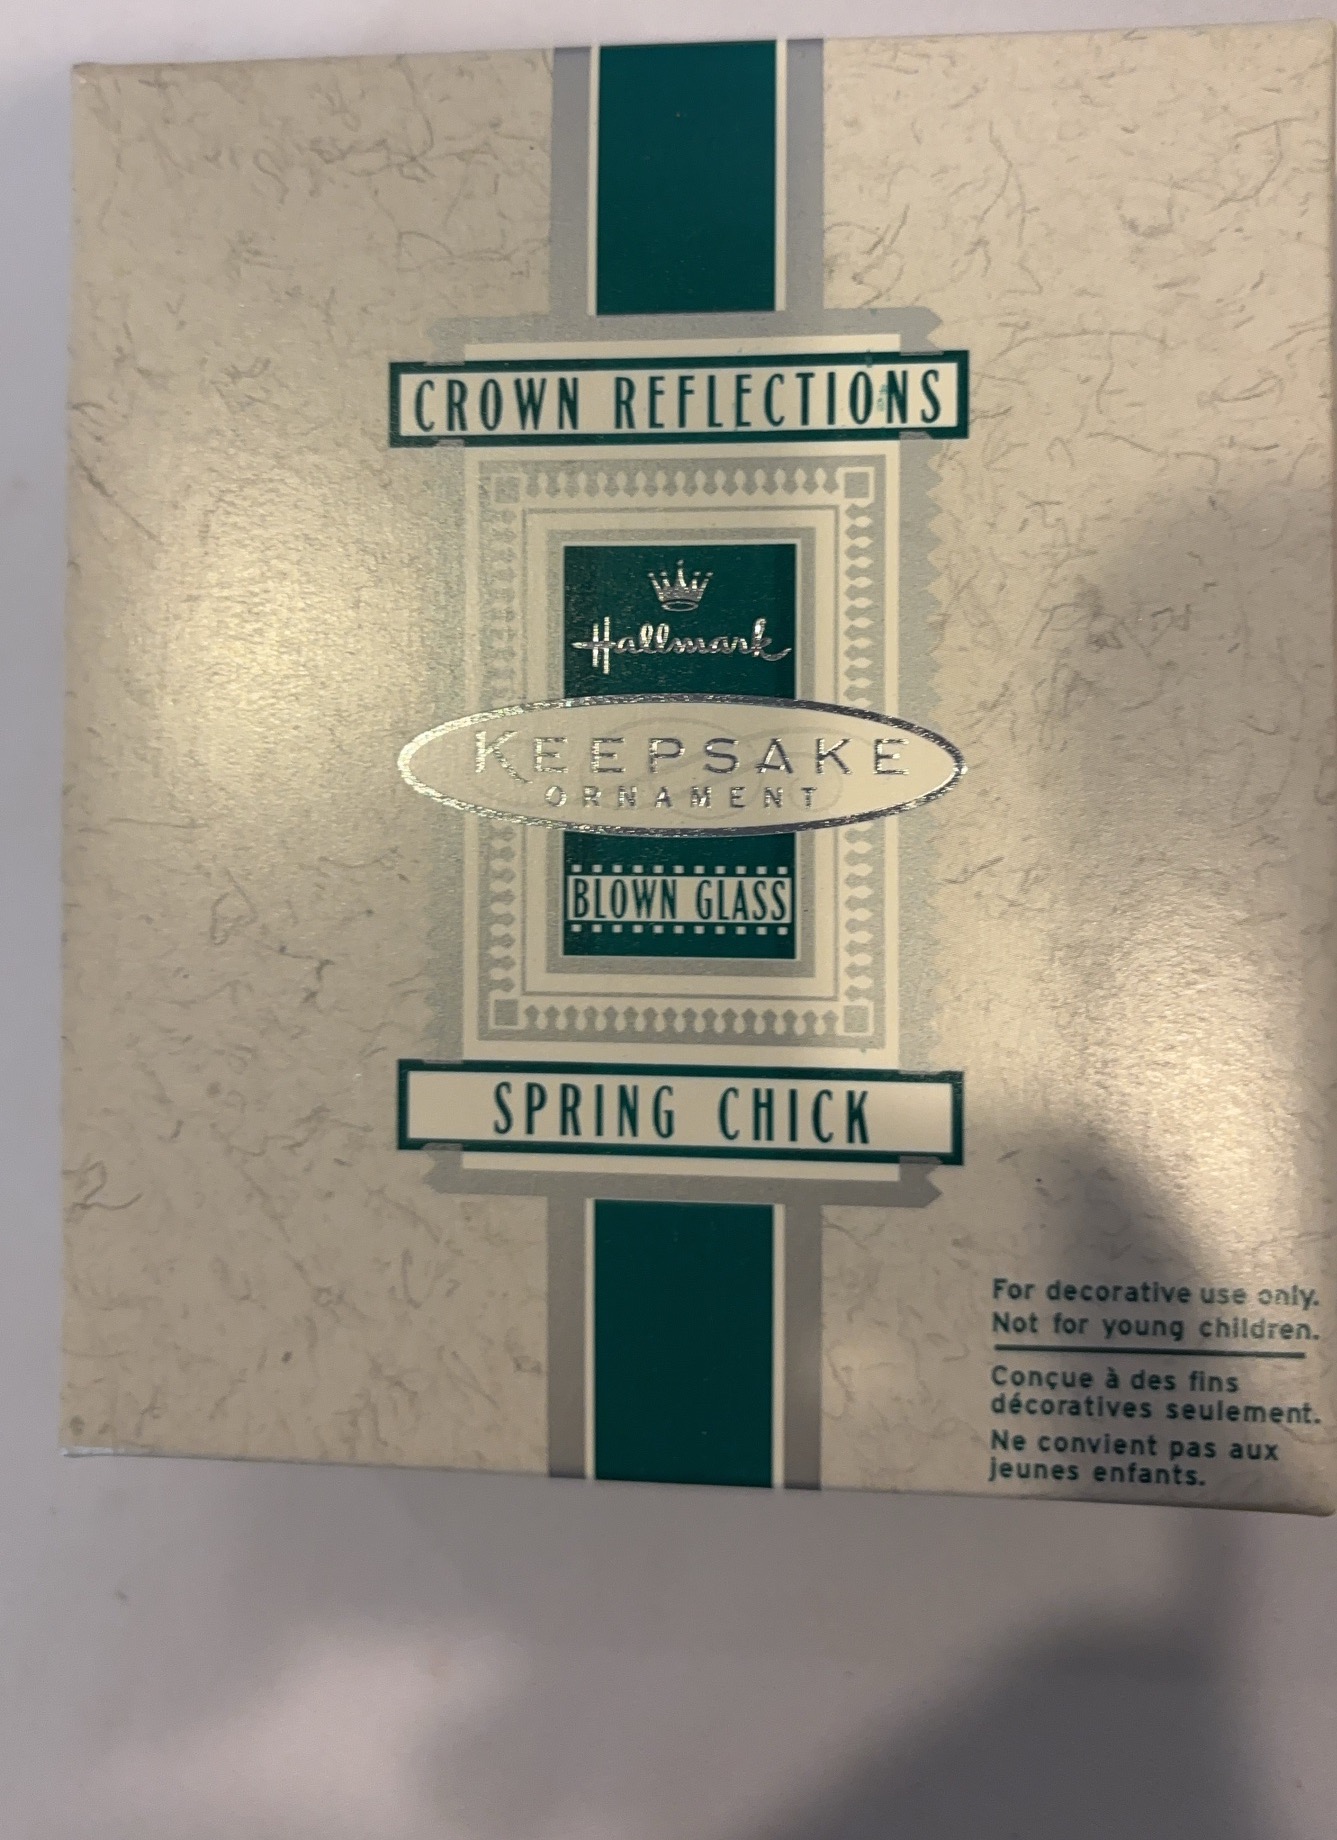 CROWN REFLECTIONS
Hallmark
KEEPSAKE
ORNAMENT
BLOWN GLASS
SPRING CHICK
For decorative use only.
Not for young children.
Conçue à des fins
décoratives seulement.
Ne convient pas aux
jeunes enfants.